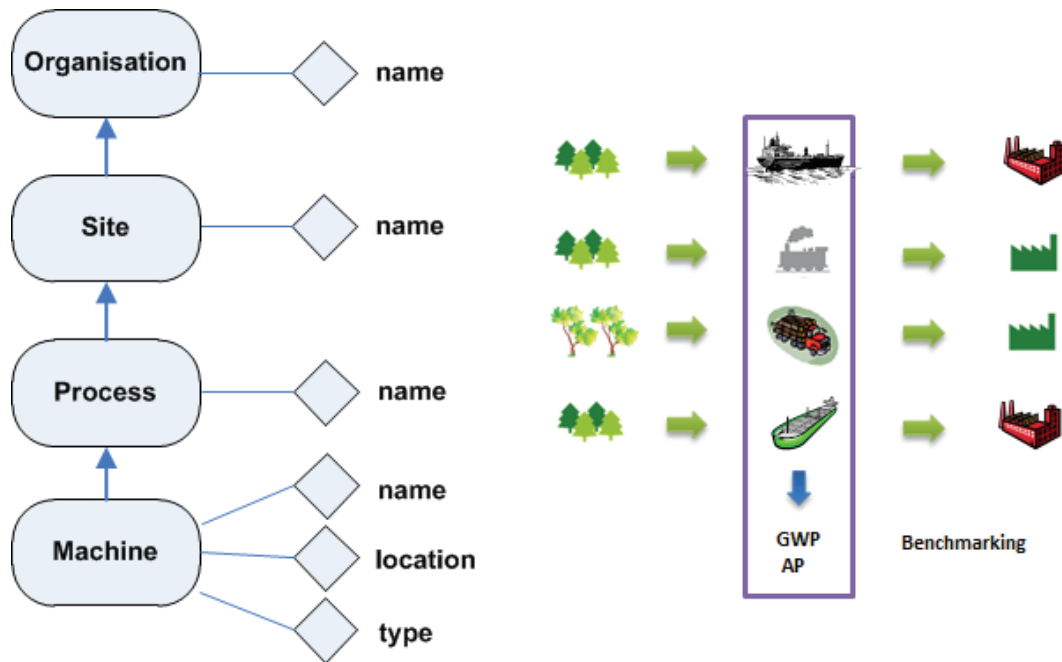 Organisation
name
Site
name
Process
name
Machine
name
location
type
GWP
AP
Benchmarking